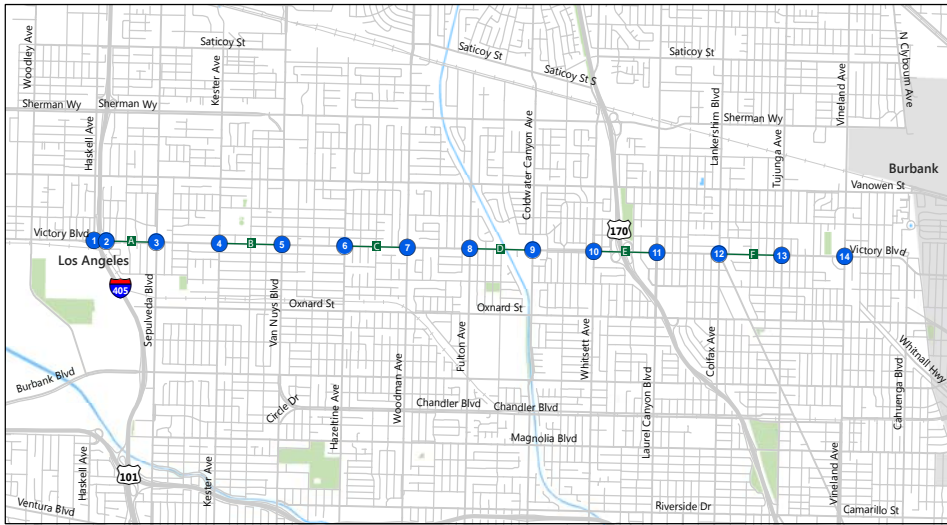 Woodley Ave
Saticoy St
Kester Ave
Saticoy St
Saticoy St S
Saticoy St
N Clybourn Ave
Vineland Ave
Sherman Wy
Sherman Wy
Haskell Ave
Coldwater Canyon Ave
Lankershim Blvd
Sherman Wy
Tujunga Ave
Burbank
Vanowen St
Victory Blvd
1
2
A
3
4
B
5
6
C
7
8
D
9
10
170
E
11
12
F
13
14
Victory Blvd
Los Angeles
405
Sepulveda Blvd
Van Nuys Blvd
Oxnard St
Oxnard St
Fulton Ave
Whitsett Ave
Colfax Ave
Whitnall Hwy
Burbank Blvd
Circle Dr
Hazeltine Ave
Woodman Ave
Chandler Blvd
Chandler Blvd
Laurel Canyon Blvd
Cahuenga Blvd
Magnolia Blvd
Haskell Ave
101
Kester Ave
Vineland Ave
Ventura Blvd
Riverside Dr
Camarillo St